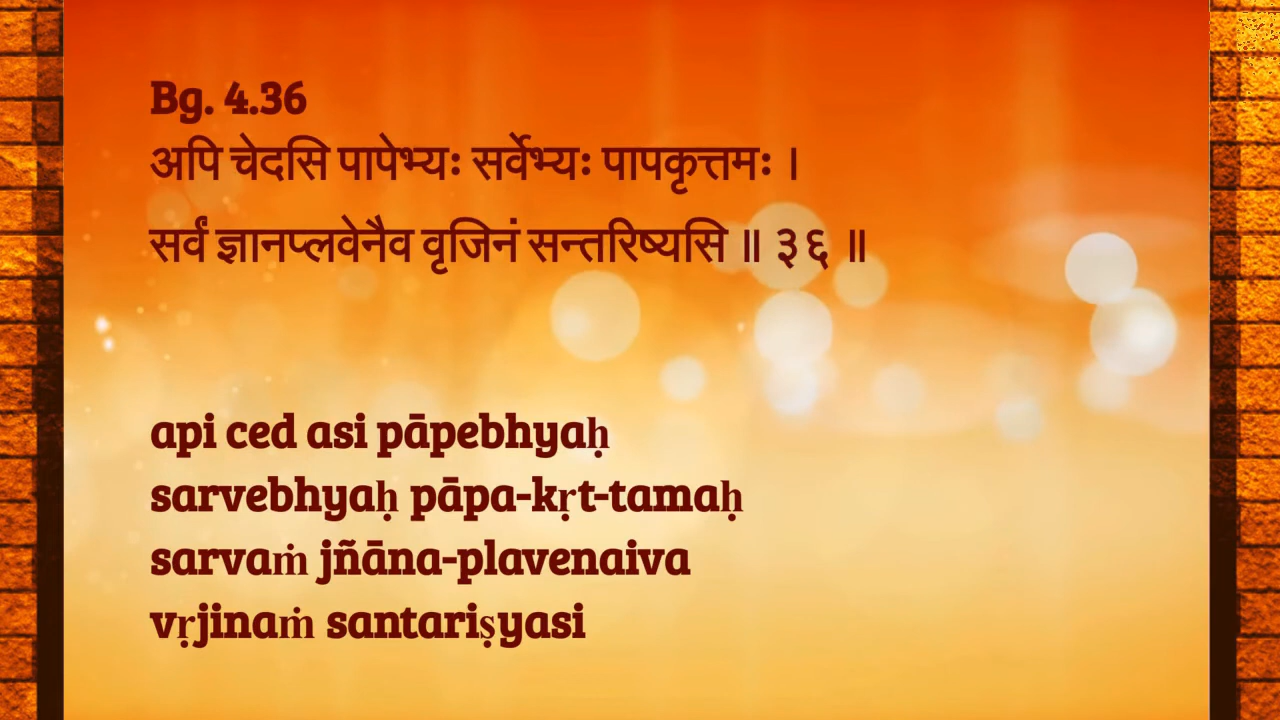 Bg. 4.36
अपि चेदसि पापेभ्यः सर्वेभ्यः पापकृत्तमः ।
सर्वं ज्ञानप्लवेनैव वृजिनं सन्तरिष्यसि ॥ ३६ ॥
api ced asi pāpebhyaḥ
sarvebhyaḥ pāpa-kṛt-tamaḥ
sarvaṁ jñāna-plavenaiva
vṛjinaṁ santariṣyasi